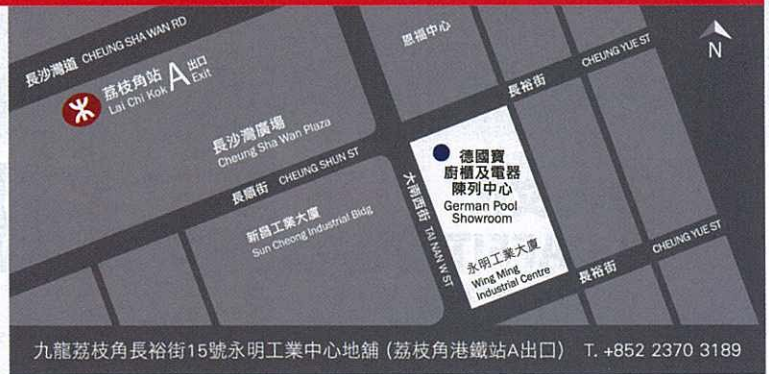 長沙灣道 CHEUNG SHA WAN RD
荔枝角站 A 出口
Lai Chi Kok Exit
長沙灣廣場
Cheung Sha Wan Plaza
恩福中心
長裕街 CHEUNG YUE ST
N
長順街 CHEUNG SHUN ST
新昌工業大廈
Sun Cheong Industrial Bldg
大南西街 TAI NAN W ST
德國寶
廚櫃及電器
陳列中心
German Pool
Showroom
永明工業大廈
Wing Ming
Industrial Centre
長裕街 CHEUNG YUE ST
九龍荔枝角長裕街15號永明工業中心地舖 (荔枝角港鐵站A出口) T. +852 2370 3189